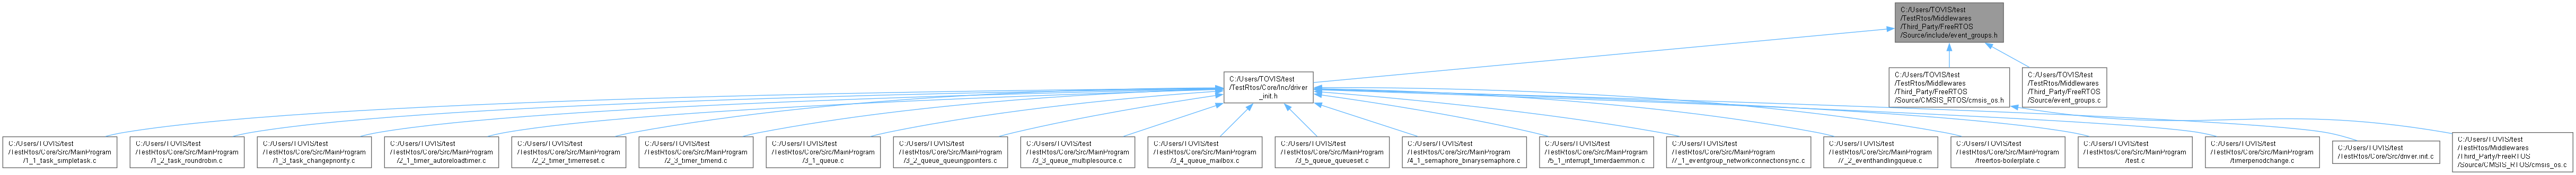 C:/Users/TOVIS/test
/TestRtos/Middlewares
/Third_Party/FreeRTOS
/Source/include/event_groups.h
C:/Users/TOVIS/test
/TestRtos/Core/Inc/driver
_init.h
C:/Users/TOVIS/test
/TestRtos/Middlewares
/Third_Party/FreeRTOS
/Source/CMSIS_RTOS/cmsis_os.h
C:/Users/TOVIS/test
/TestRtos/Middlewares
/Third_Party/FreeRTOS
/Source/event_groups.c
C:/Users/TOVIS/test
/TestRtos/Core/Src/MainProgram
/1_1_task_simpletask.c
C:/Users/TOVIS/test
/TestRtos/Core/Src/MainProgram
/1_2_task_roundrobin.c
C:/Users/TOVIS/test
/TestRtos/Core/Src/MainProgram
/1_3_task_changepriority.c
C:/Users/TOVIS/test
/TestRtos/Core/Src/MainProgram
/2_1_timer_autoreloadtimer.c
C:/Users/TOVIS/test
/TestRtos/Core/Src/MainProgram
/2_2_timer_timerreset.c
C:/Users/TOVIS/test
/TestRtos/Core/Src/MainProgram
/2_3_timer_timerid.c
C:/Users/TOVIS/test
/TestRtos/Core/Src/MainProgram
/3_1_queue.c
C:/Users/TOVIS/test
/TestRtos/Core/Src/MainProgram
/3_2_queue_queuingpointers.c
C:/Users/TOVIS/test
/TestRtos/Core/Src/MainProgram
/3_3_queue_multiplesource.c
C:/Users/TOVIS/test
/TestRtos/Core/Src/MainProgram
/3_4_queue_mailbox.c
C:/Users/TOVIS/test
/TestRtos/Core/Src/MainProgram
/3_5_queue_queueset.c
C:/Users/TOVIS/test
/TestRtos/Core/Src/MainProgram
/4_1_semaphore_binarysemaphore.c
C:/Users/TOVIS/test
/TestRtos/Core/Src/MainProgram
/5_1_interrupt_timerdaemmon.c
C:/Users/TOVIS/test
/TestRtos/Core/Src/MainProgram
/7_1_eventgroup_networkconnectionsync.c
C:/Users/TOVIS/test
/TestRtos/Core/Src/MainProgram
/7_2_eventhandlingqueue.c
C:/Users/TOVIS/test
/TestRtos/Core/Src/MainProgram
/freertos-boilerplate.c
C:/Users/TOVIS/test
/TestRtos/Core/Src/MainProgram
/test.c
C:/Users/TOVIS/test
/TestRtos/Core/Src/MainProgram
/timerperiodchange.c
C:/Users/TOVIS/test
/TestRtos/Core/Src/driver.init.c
C:/Users/TOVIS/test
/TestRtos/Middlewares
/Third_Party/FreeRTOS
/Source/CMSIS_RTOS/cmsis_os.c